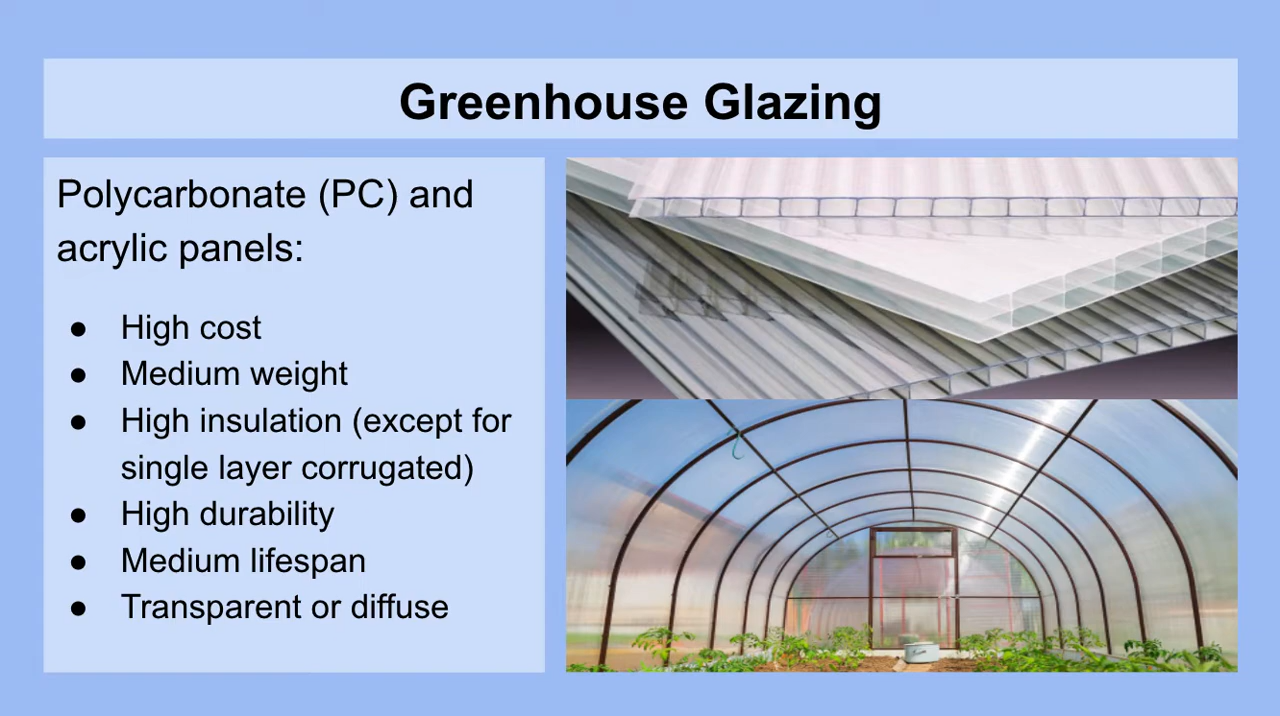 Greenhouse Glazing
Polycarbonate (PC) and
acrylic panels:
● High cost
● Medium weight
● High insulation (except for
single layer corrugated)
● High durability
● Medium lifespan
● Transparent or diffuse